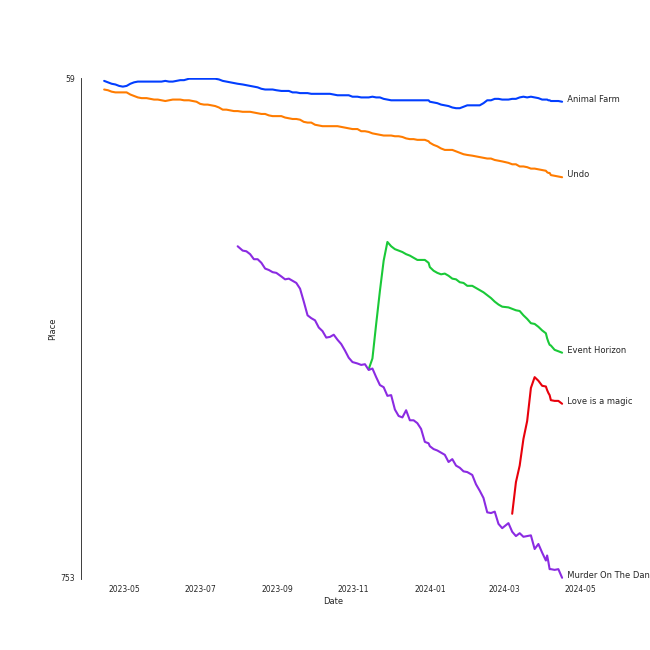 59
Animal Farm
Undo
Place
Event Horizon
Love is a magic
753
Murder On The Dan
2023-05
2023-07
2023-09
2023-11
2024-01
2024-03
2024-05
Date